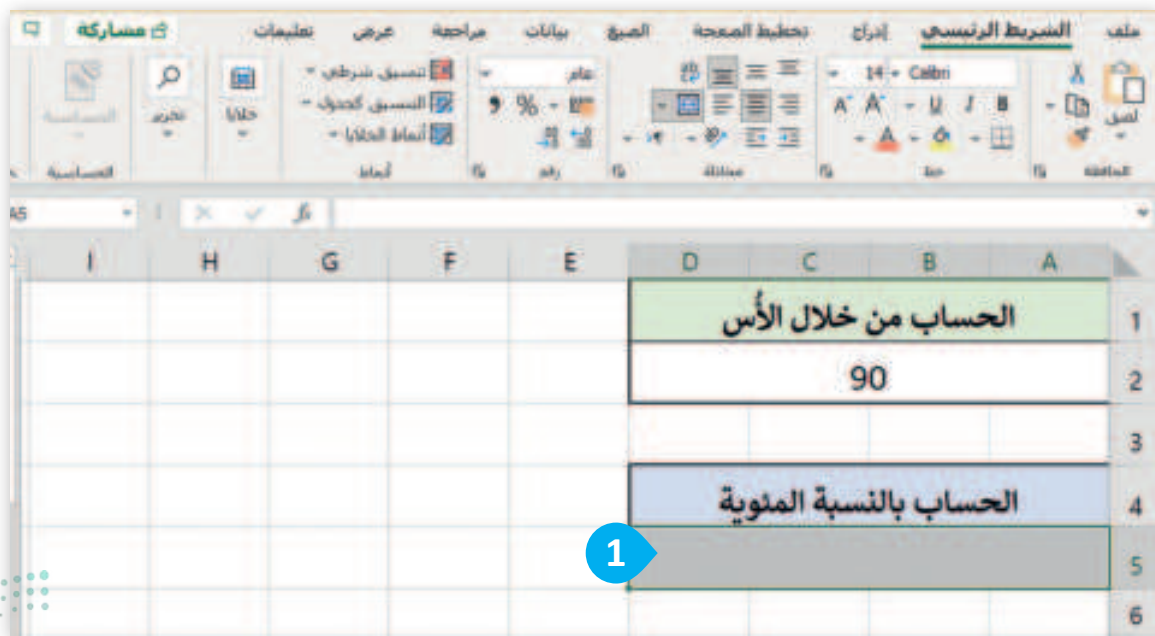 ملف الشريط الرئيسي إدراج تخطيط الصفحة الصيغ بيانات مراجعة عرض تعليمات مشاركة
لصق Calibri 14 عام تنسيق شرطي خلايا تحرير الحساسية
B I U A A % التنسيق كجدول
A أنماط الخلايا
الحافظة خط محاذاة رقم أنماط الحساسية
A5 fx
A B C D E F G H I
1 الحساب من خلال الأُس
2 90
3
4 الحساب بالنسبة المئوية
5 1
6